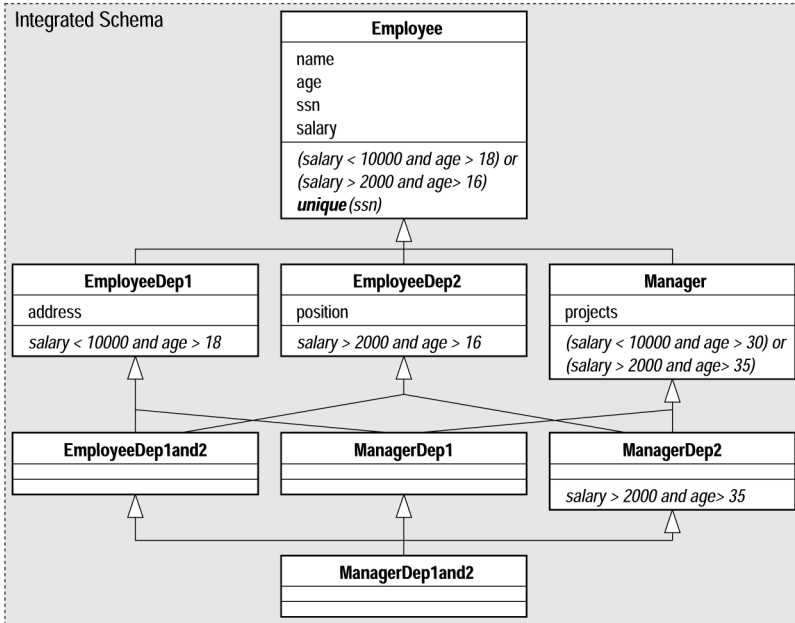 Integrated Schema
Employee
name
age
ssn
salary
(salary < 10000 and age > 18) or
(salary > 2000 and age> 16)
unique (ssn)
EmployeeDep1
address
salary < 10000 and age > 18
EmployeeDep2
position
salary > 2000 and age > 16
Manager
projects
(salary < 10000 and age > 30) or
(salary > 2000 and age> 35)
EmployeeDep1and2
ManagerDep1
ManagerDep2
salary > 2000 and age> 35
ManagerDep1and2